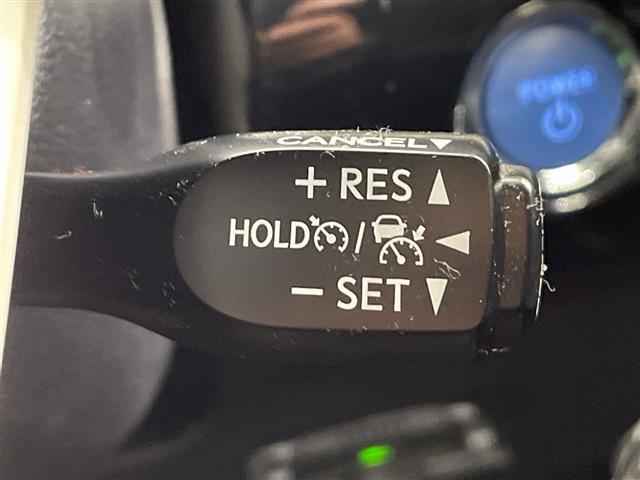 POWER
CANCEL▼
+ RES ▲
HOLD / ◀
− SET ▼